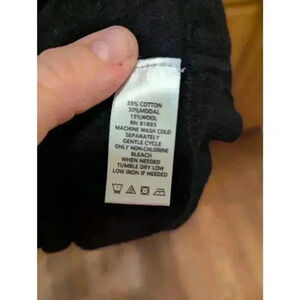 55% COTTON
30%MODAL
15%WOOL
RN 81895
MACHINE WASH COLD
SEPARATELY
GENTLE CYCLE
ONLY NON-CHLORINE
BLEACH
WHEN NEEDED
TUMBLE DRY LOW
LOW IRON IF NEEDED